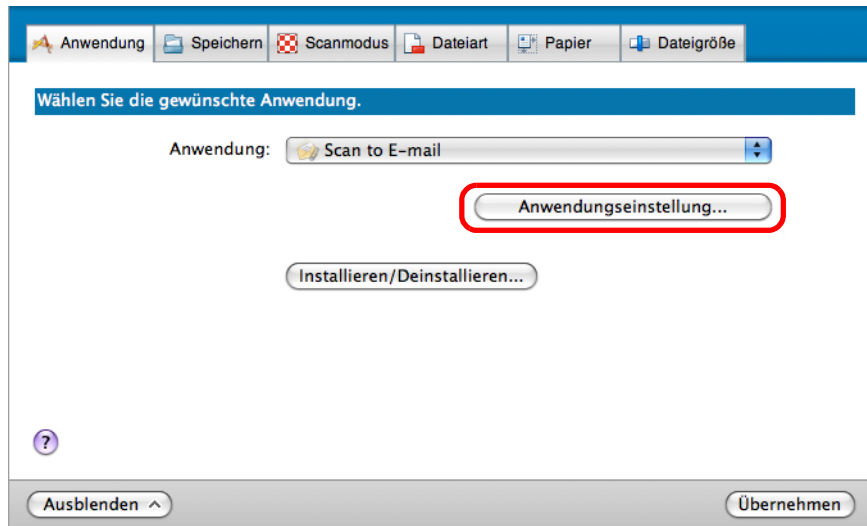 Anwendung Speichern Scanmodus Dateiart Papier Dateigröße
Wählen Sie die gewünschte Anwendung.
Anwendung: Scan to E-mail
Anwendungseinstellung...
Installieren/Deinstallieren...
?
Ausblenden Übernehmen